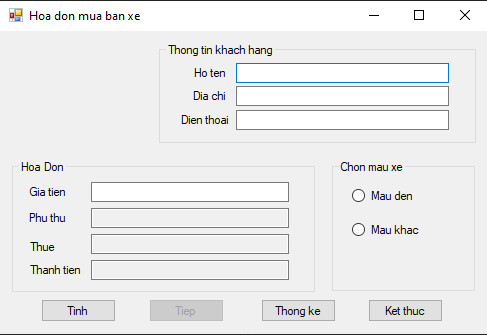 Hoa don mua ban xe
Thong tin khach hang
Ho ten
Dia chi
Dien thoai
Hoa Don
Gia tien
Phu thu
Thue
Thanh tien
Chon mau xe
Mau den
Mau khac
Tinh
Tiep
Thong ke
Ket thuc